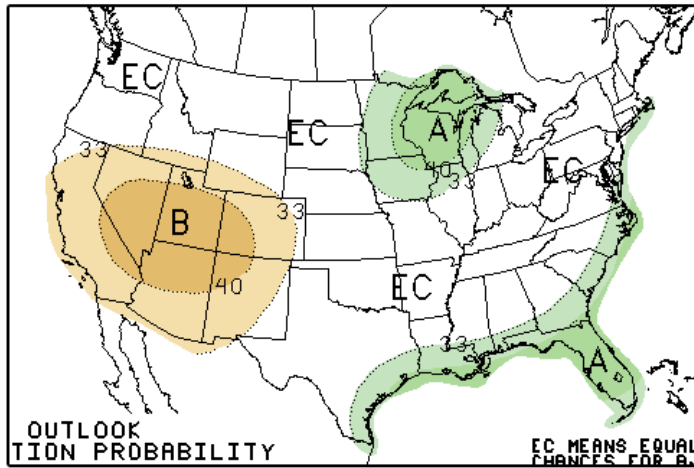 EC
A
EC
40
33
EC
33
33
B
40
EC
33
A
OUTLOOK
TION PROBABILITY
EC MEANS EQUAL
CHANCES FOR A,